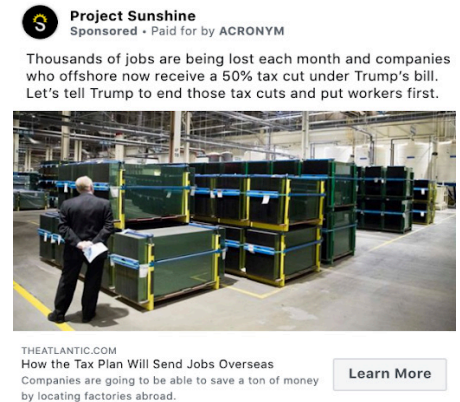 Project Sunshine
Sponsored • Paid for by ACRONYM
Thousands of jobs are being lost each month and companies
who offshore now receive a 50% tax cut under Trump's bill.
Let's tell Trump to end those tax cuts and put workers first.
THEATLANTIC.COM
How the Tax Plan Will Send Jobs Overseas
Companies are going to be able to save a ton of money
by locating factories abroad.
Learn More